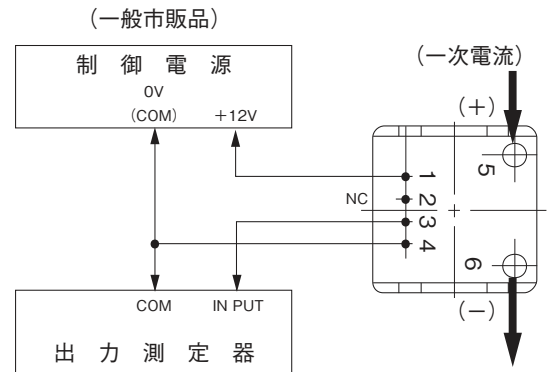 (一般市販品)
制 御 電 源
0V
(COM)
+12V
(一次電流)
(+)
5
1
NC
2
3
4
6
(-)
COM
IN PUT
出 力 測 定 器